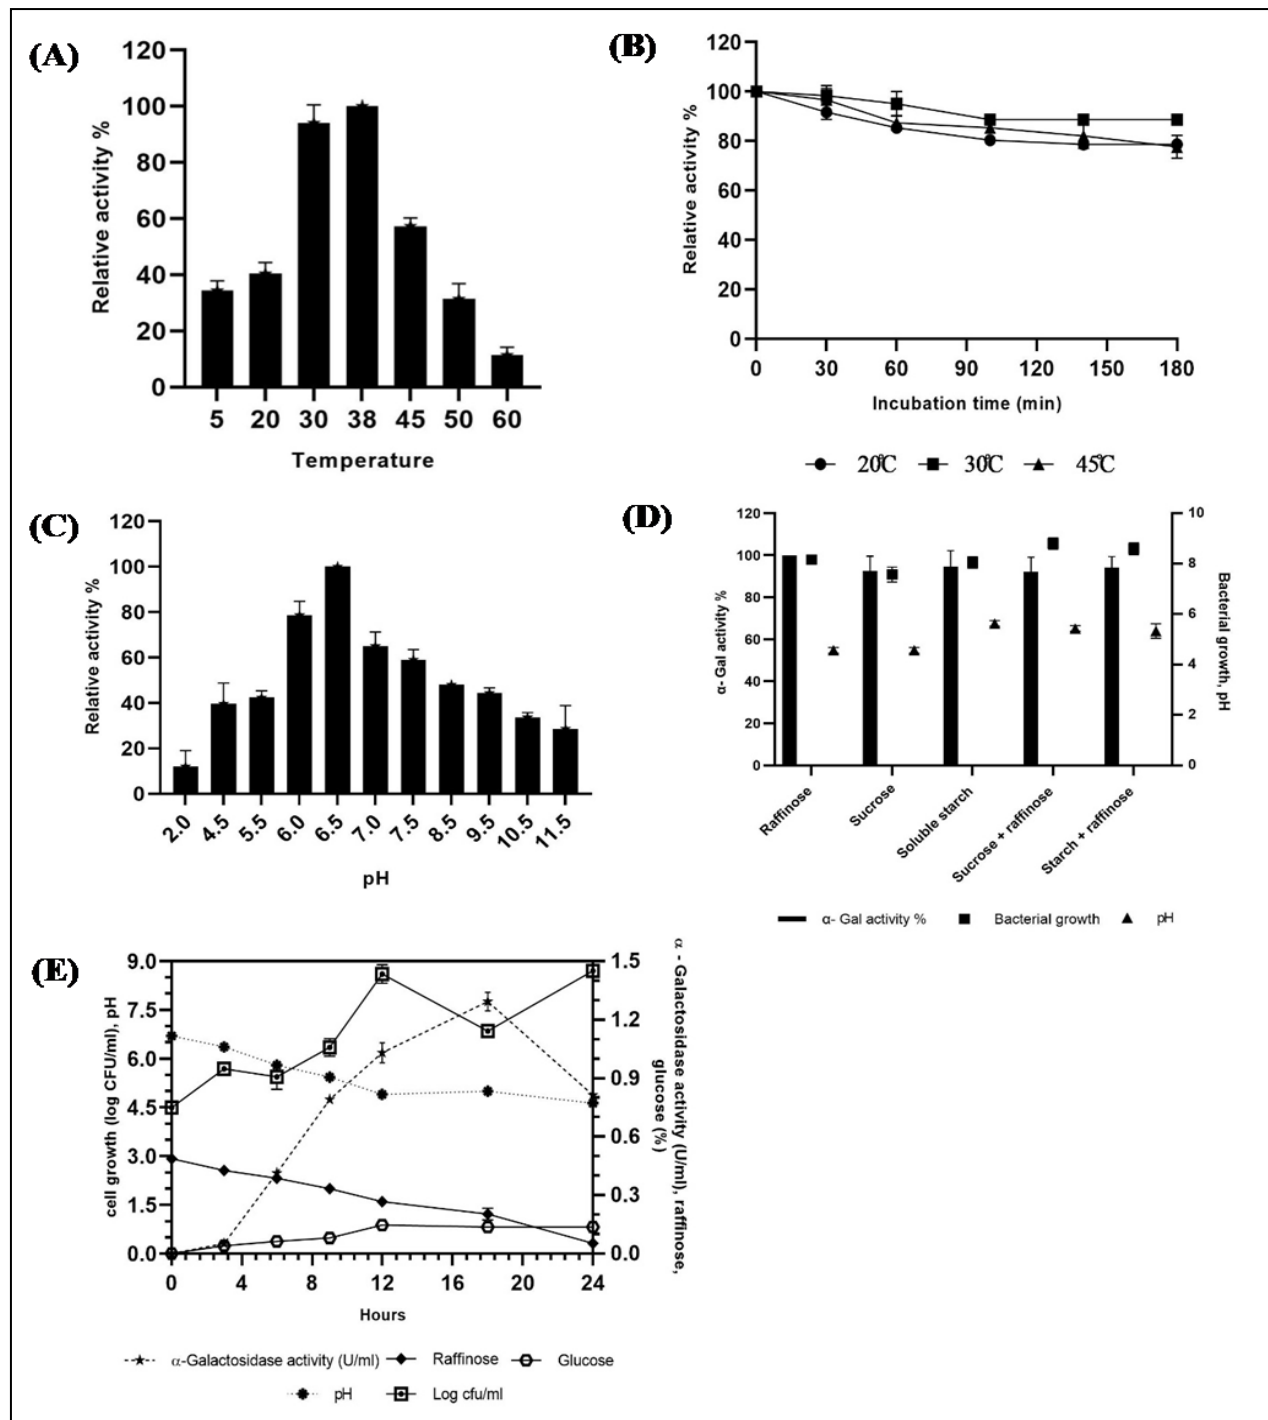 (A)
120
100
80
60
40
20
0
Relative activity %
5 20 30 38 45 50 60
Temperature
(B)
120
100
80
60
40
20
0
Relative activity %
0 30 60 90 120 150 180
Incubation time (min)
20°C 30°C 45°C
(C)
120
100
80
60
40
20
0
Relative activity %
2.0 4.5 5.5 6.0 6.5 7.0 7.5 8.5 9.5 10.5 11.5
pH
(D)
120
100
80
60
40
20
0
α- Gal activity %
10
8
6
4
2
0
Bacterial growth, pH
Raffinose
Sucrose
Soluble starch
Sucrose + raffinose
Starch + raffinose
α- Gal activity % Bacterial growth pH
(E)
9.0
7.5
6.0
4.5
3.0
1.5
0.0
cell growth (log CFU/ml), pH
1.5
1.2
0.9
0.6
0.3
0.0
α - Galactosidase activity (U/ml), raffinose,
glucose (%)
0 4 8 12 16 20 24
Hours
α-Galactosidase activity (U/ml) Raffinose Glucose
pH Log cfu/ml